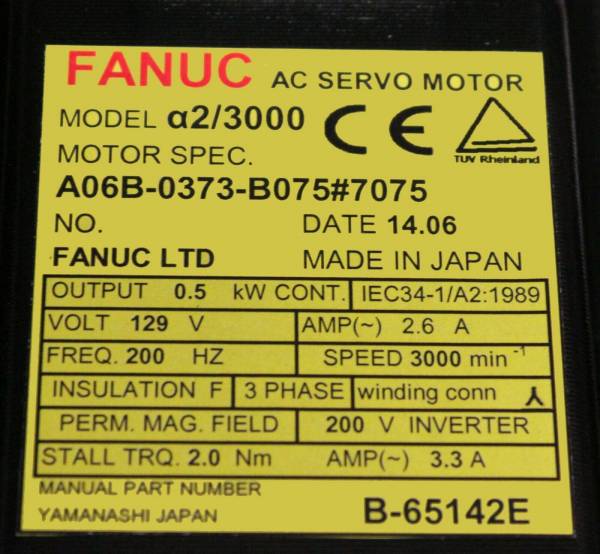 FANUC AC SERVO MOTOR
MODEL α2/3000
TUV Rheinland
MOTOR SPEC.
A06B-0373-B075#7075
NO. DATE 14.06
FANUC LTD MADE IN JAPAN
OUTPUT 0.5 kW CONT. IEC34-1/A2:1989
VOLT 129 V AMP(~) 2.6 A
FREQ. 200 HZ SPEED 3000 min⁻¹
INSULATION F 3 PHASE winding conn
PERM. MAG. FIELD 200 V INVERTER
STALL TRQ. 2.0 Nm AMP(~) 3.3 A
MANUAL PART NUMBER
YAMANASHI JAPAN B-65142E